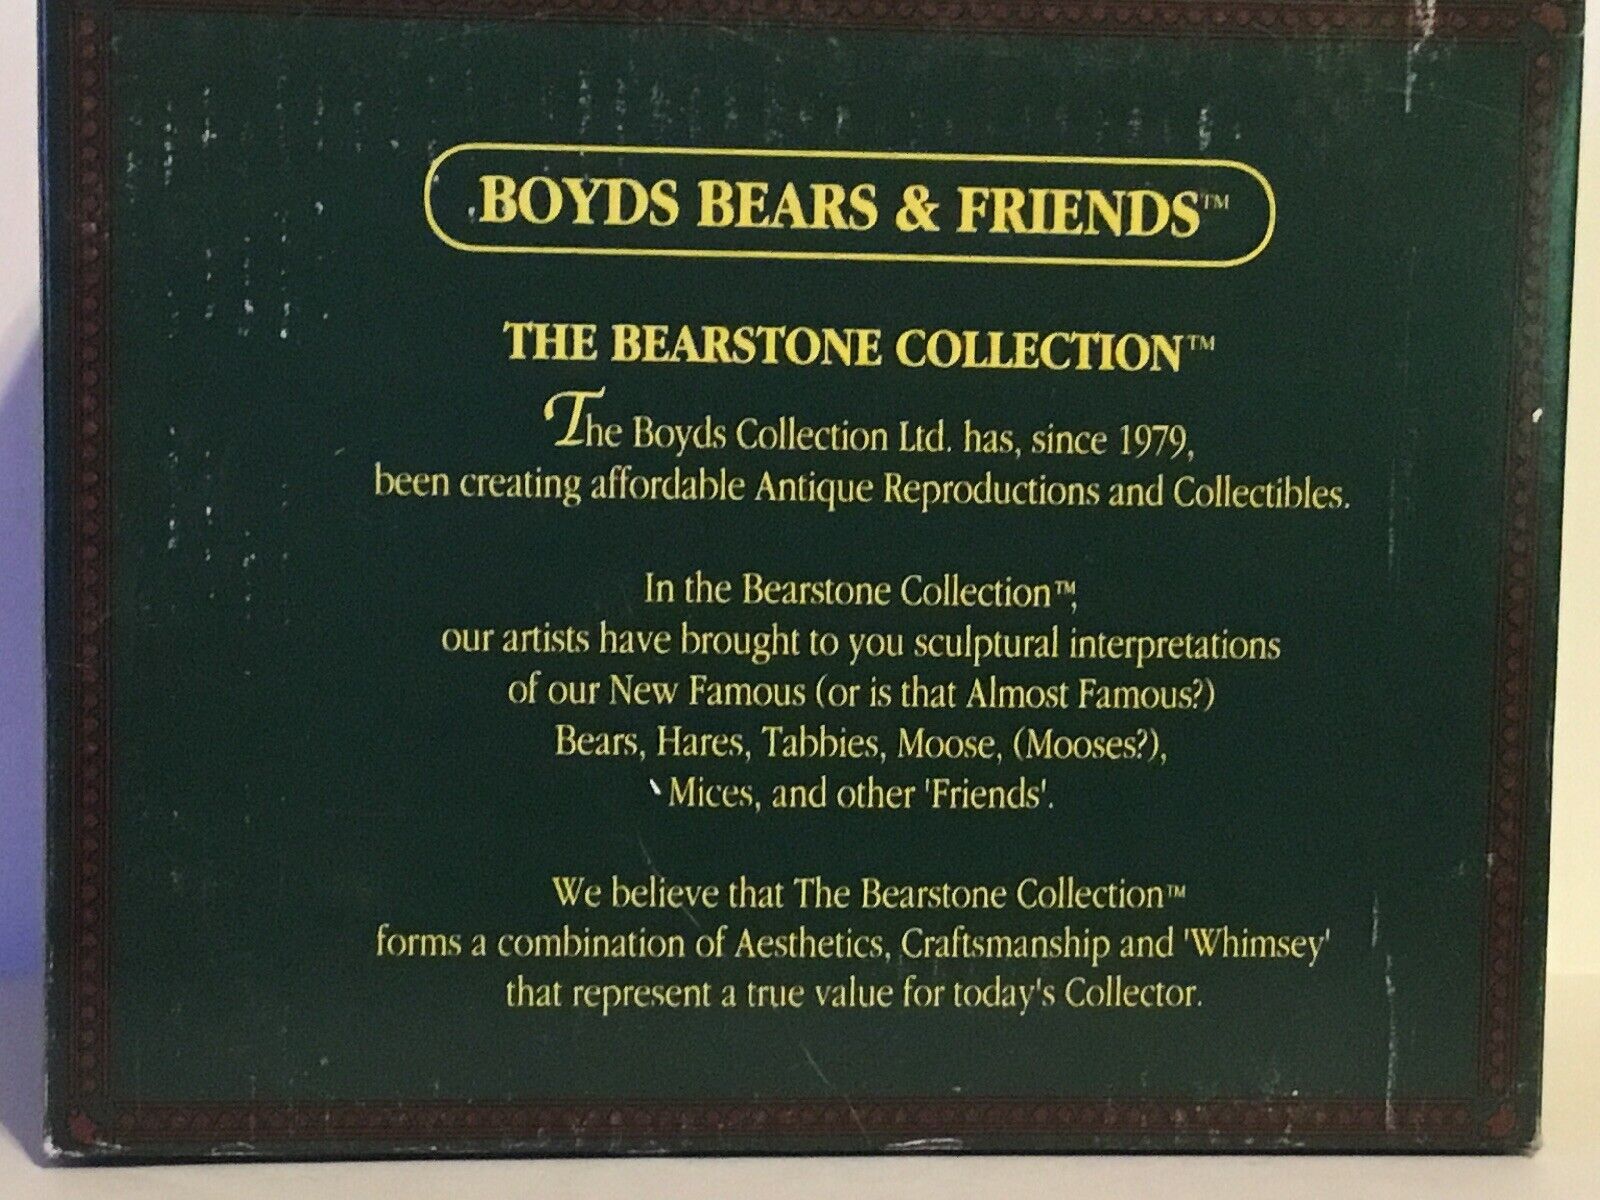 BOYDS BEARS & FRIENDS™
THE BEARSTONE COLLECTION™
The Boyds Collection Ltd. has, since 1979,
been creating affordable Antique Reproductions and Collectibles.
In the Bearstone Collection™,
our artists have brought to you sculptural interpretations
of our New Famous (or is that Almost Famous?)
Bears, Hares, Tabbies, Moose, (Mooses?),
Mices, and other 'Friends'.
We believe that The Bearstone Collection™
forms a combination of Aesthetics, Craftsmanship and 'Whimsey'
that represent a true value for today's Collector.